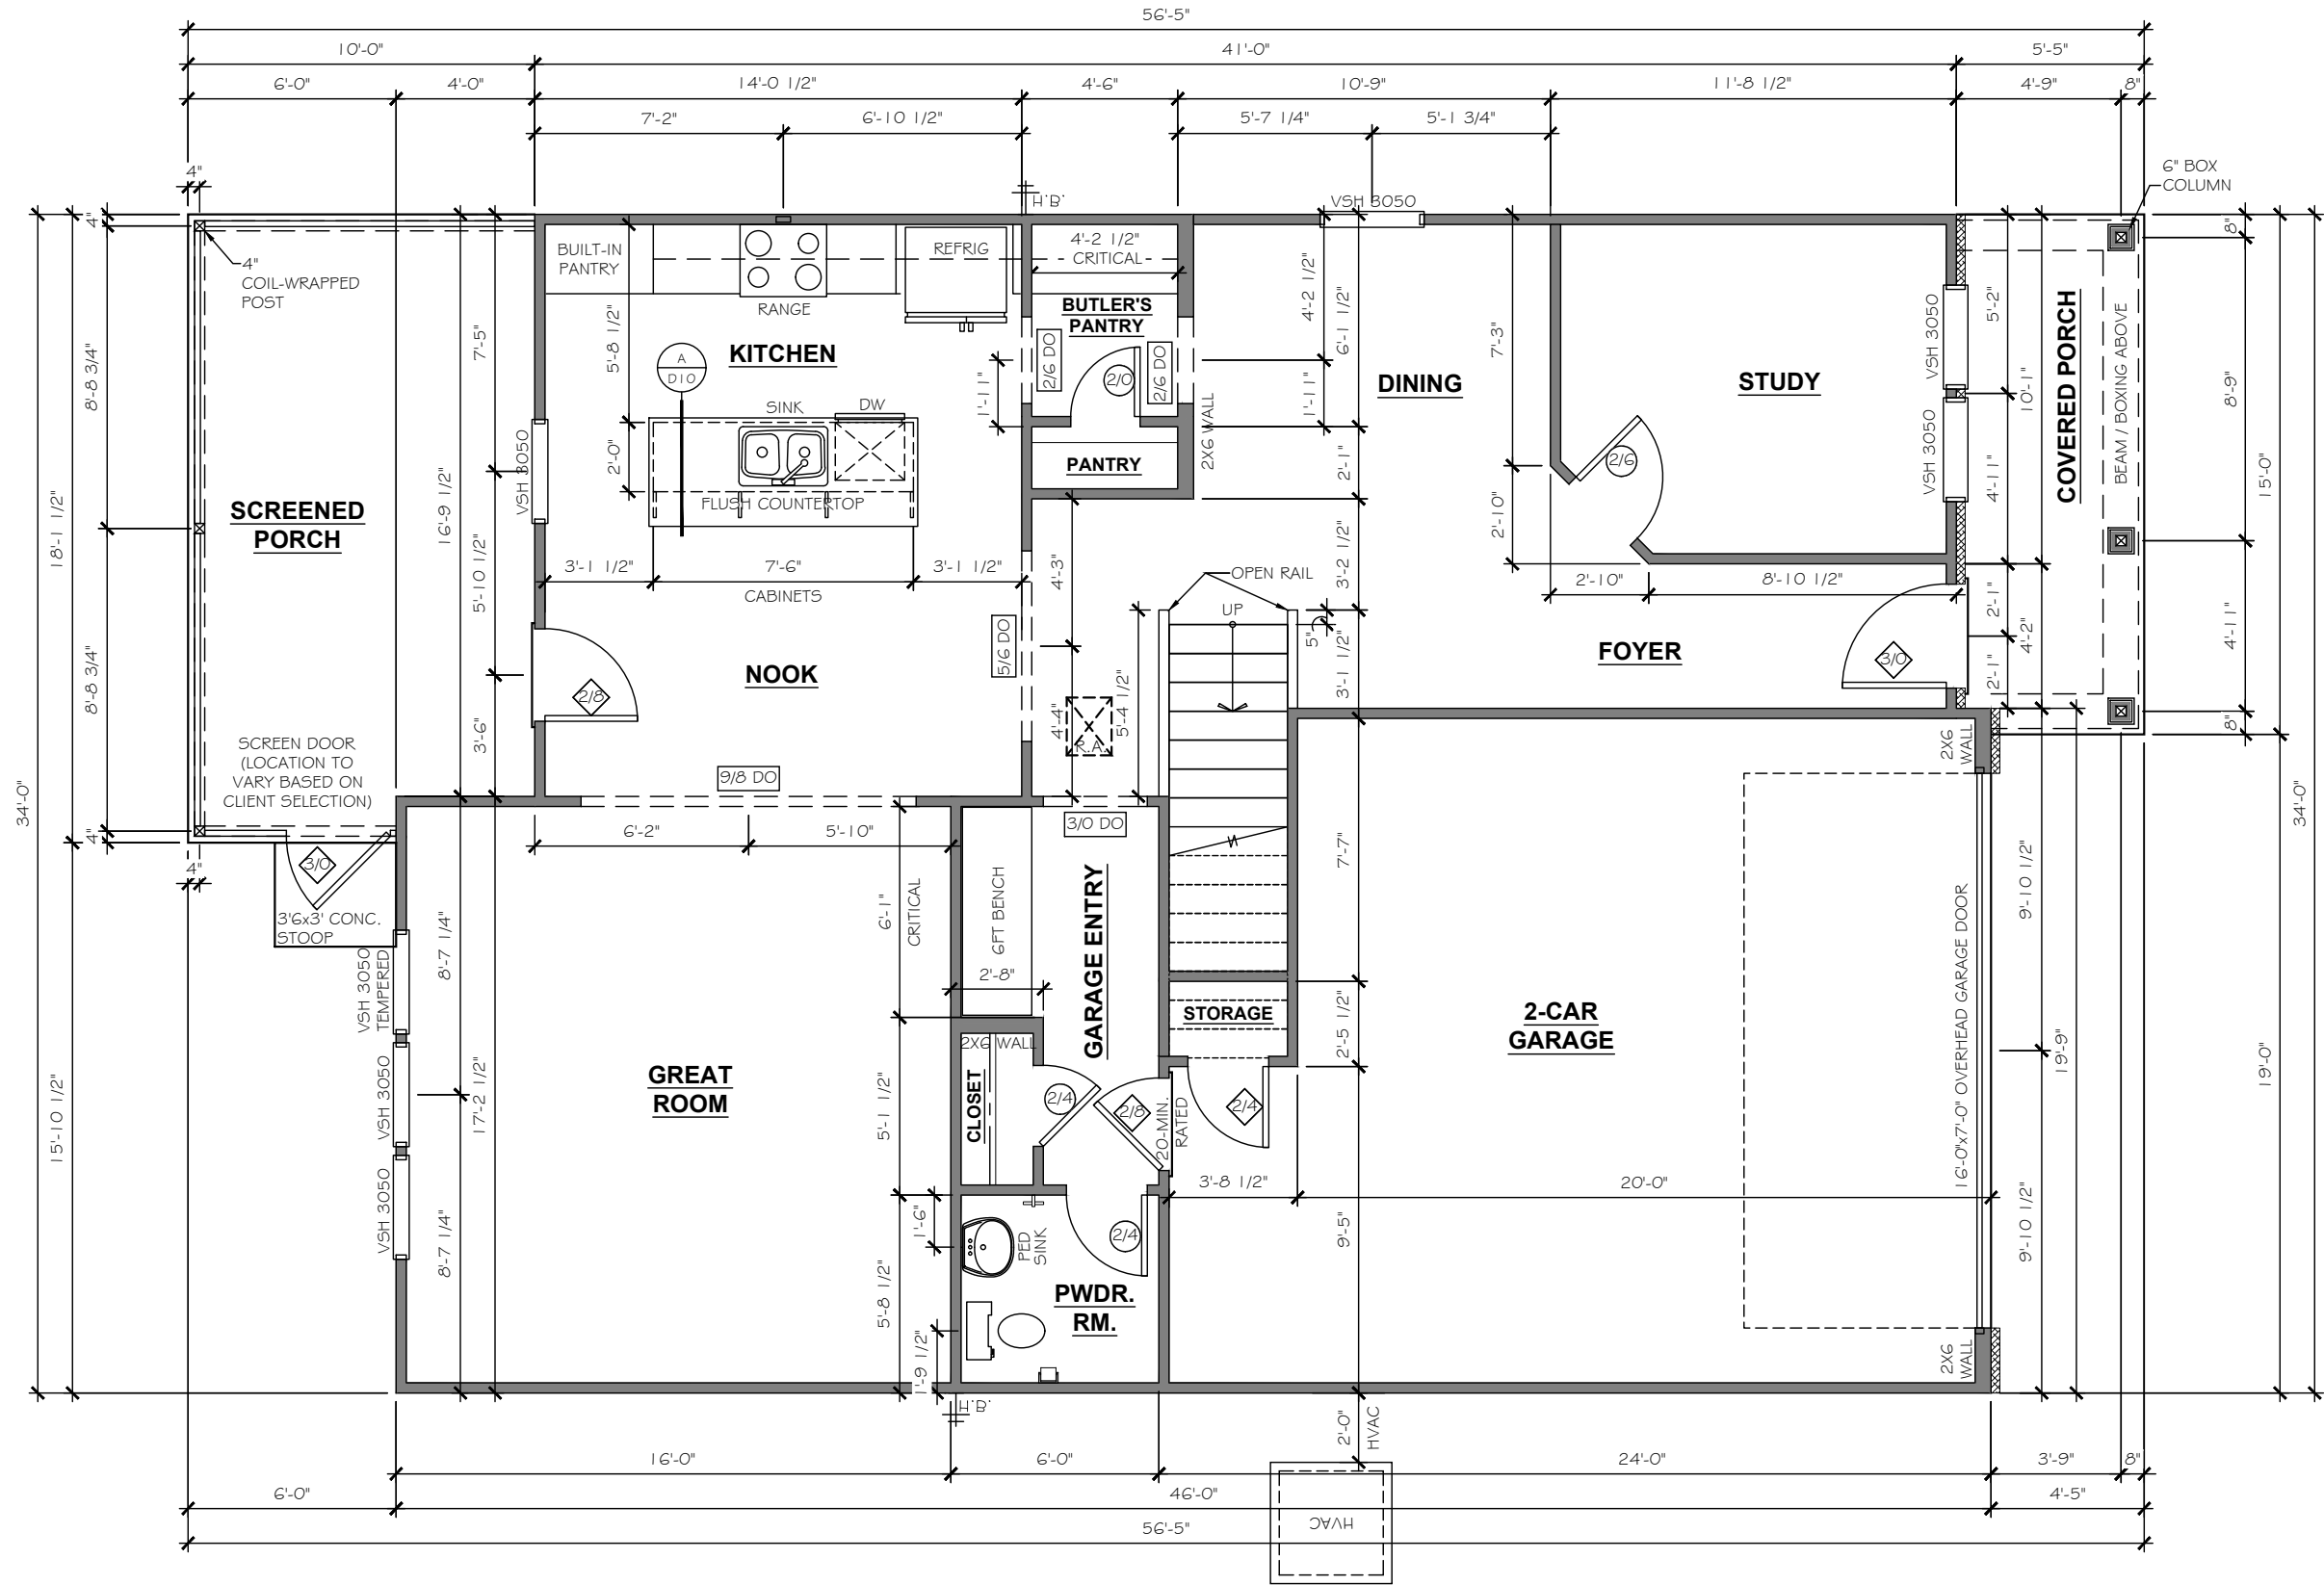 56'-5"
10'-0"
41'-0"
5'-5"
6'-0"
4'-0"
14'-0 1/2"
4'-6"
10'-9"
11'-8 1/2"
4'-9"
8"
7'-2"
6'-10 1/2"
5'-7 1/4"
5'-1 3/4"
6" BOX
COLUMN
4"
H.B.
VSH 3050
4"
8"
BUILT-IN
PANTRY
REFRIG
4'-2 1/2"
CRITICAL
4"
COIL-WRAPPED
POST
RANGE
BUTLER'S
PANTRY
KITCHEN
A
D10
5'-8 1/2"
7'-5"
8'-8 3/4"
2/6 DO
2/0
2/6 DO
1'-11"
4'-2 1/2"
6'-1 1/2"
1'-11"
DINING
7'-3"
STUDY
VSH 3050
5'-2"
10'-1"
COVERED PORCH
BEAM / BOXING ABOVE
8'-9"
SINK
DW
2'-0"
FLUSH COUNTERTOP
VSH 3050
PANTRY
2X6 WALL
2'-1"
2/6
VSH 3050
4'-11"
15'-0"
SCREENED
PORCH
16'-9 1/2"
18'-1 1/2"
5'-10 1/2"
3'-1 1/2"
7'-6"
3'-1 1/2"
CABINETS
4'-3"
3'-2 1/2"
2'-10"
2'-10"
8'-10 1/2"
OPEN RAIL
UP
5"
3'-1 1/2"
5/6 DO
NOOK
2/8
FOYER
3/0
2'-1"
4'-2"
2'-1"
4'-11"
8"
8'-8 3/4"
3'-6"
4'-4"
5'-4 1/2"
R.A.
SCREEN DOOR
(LOCATION TO
VARY BASED ON
CLIENT SELECTION)
9/8 DO
2X6
WALL
34'-0"
34'-0"
4"
6'-2"
5'-10"
3/0 DO
7'-7"
4"
3/0
3'6x3' CONC.
STOOP
VSH 3050
TEMPERED
8'-7 1/4"
6'-1"
CRITICAL
6FT BENCH
2'-8"
GARAGE ENTRY
16'-0"x7'-0" OVERHEAD GARAGE DOOR
9'-10 1/2"
STORAGE
2'-5 1/2"
2-CAR
GARAGE
19'-9"
19'-0"
VSH 3050
17'-2 1/2"
15'-10 1/2"
GREAT
ROOM
2X6 WALL
CLOSET
5'-1 1/2"
2/4
2/8
20-MIN.
RATED
2/4
3'-8 1/2"
20'-0"
VSH 3050
8'-7 1/4"
1'-6"
PED
SINK
2/4
9'-5"
9'-10 1/2"
5'-8 1/2"
PWDR.
RM.
1'-9 1/2"
2X6
WALL
H.B.
2'-0"
HVAC
16'-0"
6'-0"
24'-0"
3'-9"
8"
6'-0"
46'-0"
4'-5"
HVAC
56'-5"